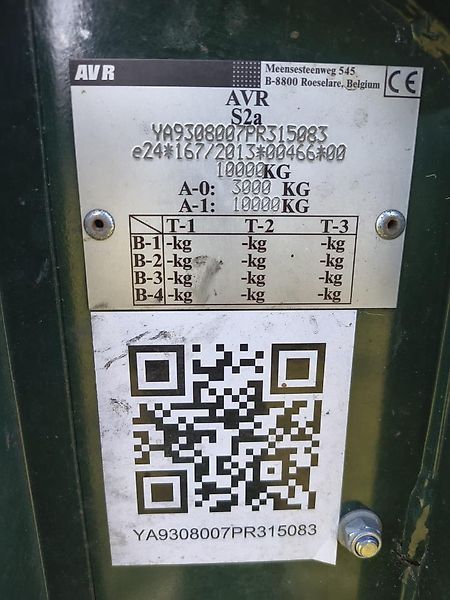 AVR
Meensesteenweg 545
B-8800 Roeselare, Belgium
CE
AVR
S2a
YA9308007PR315083
e24*167/2013*00466*00
10000KG
A-0: 3000 KG
A-1: 10000KG
T-1 T-2 T-3
B-1 -kg -kg -kg
B-2 -kg -kg -kg
B-3 -kg -kg -kg
B-4 -kg -kg -kg
YA9308007PR315083